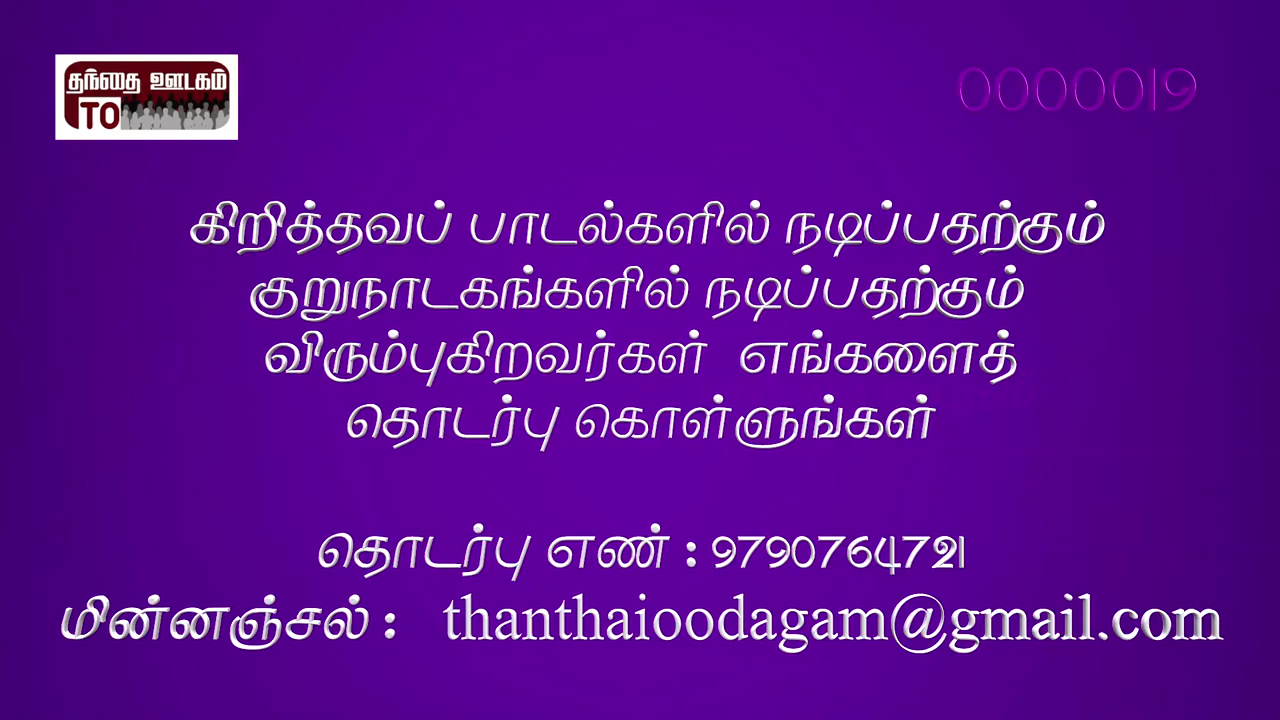 தந்தை ஊடகம்
TO
0000019
கிறித்தவப் பாடல்களில் நடிப்பதற்கும்
குறுநாடகங்களில் நடிப்பதற்கும்
விரும்புகிறவர்கள் எங்களைத்
தொடர்பு கொள்ளுங்கள்
தொடர்பு எண் : 9790764721
மின்னஞ்சல் : thanthaioodagam@gmail.com